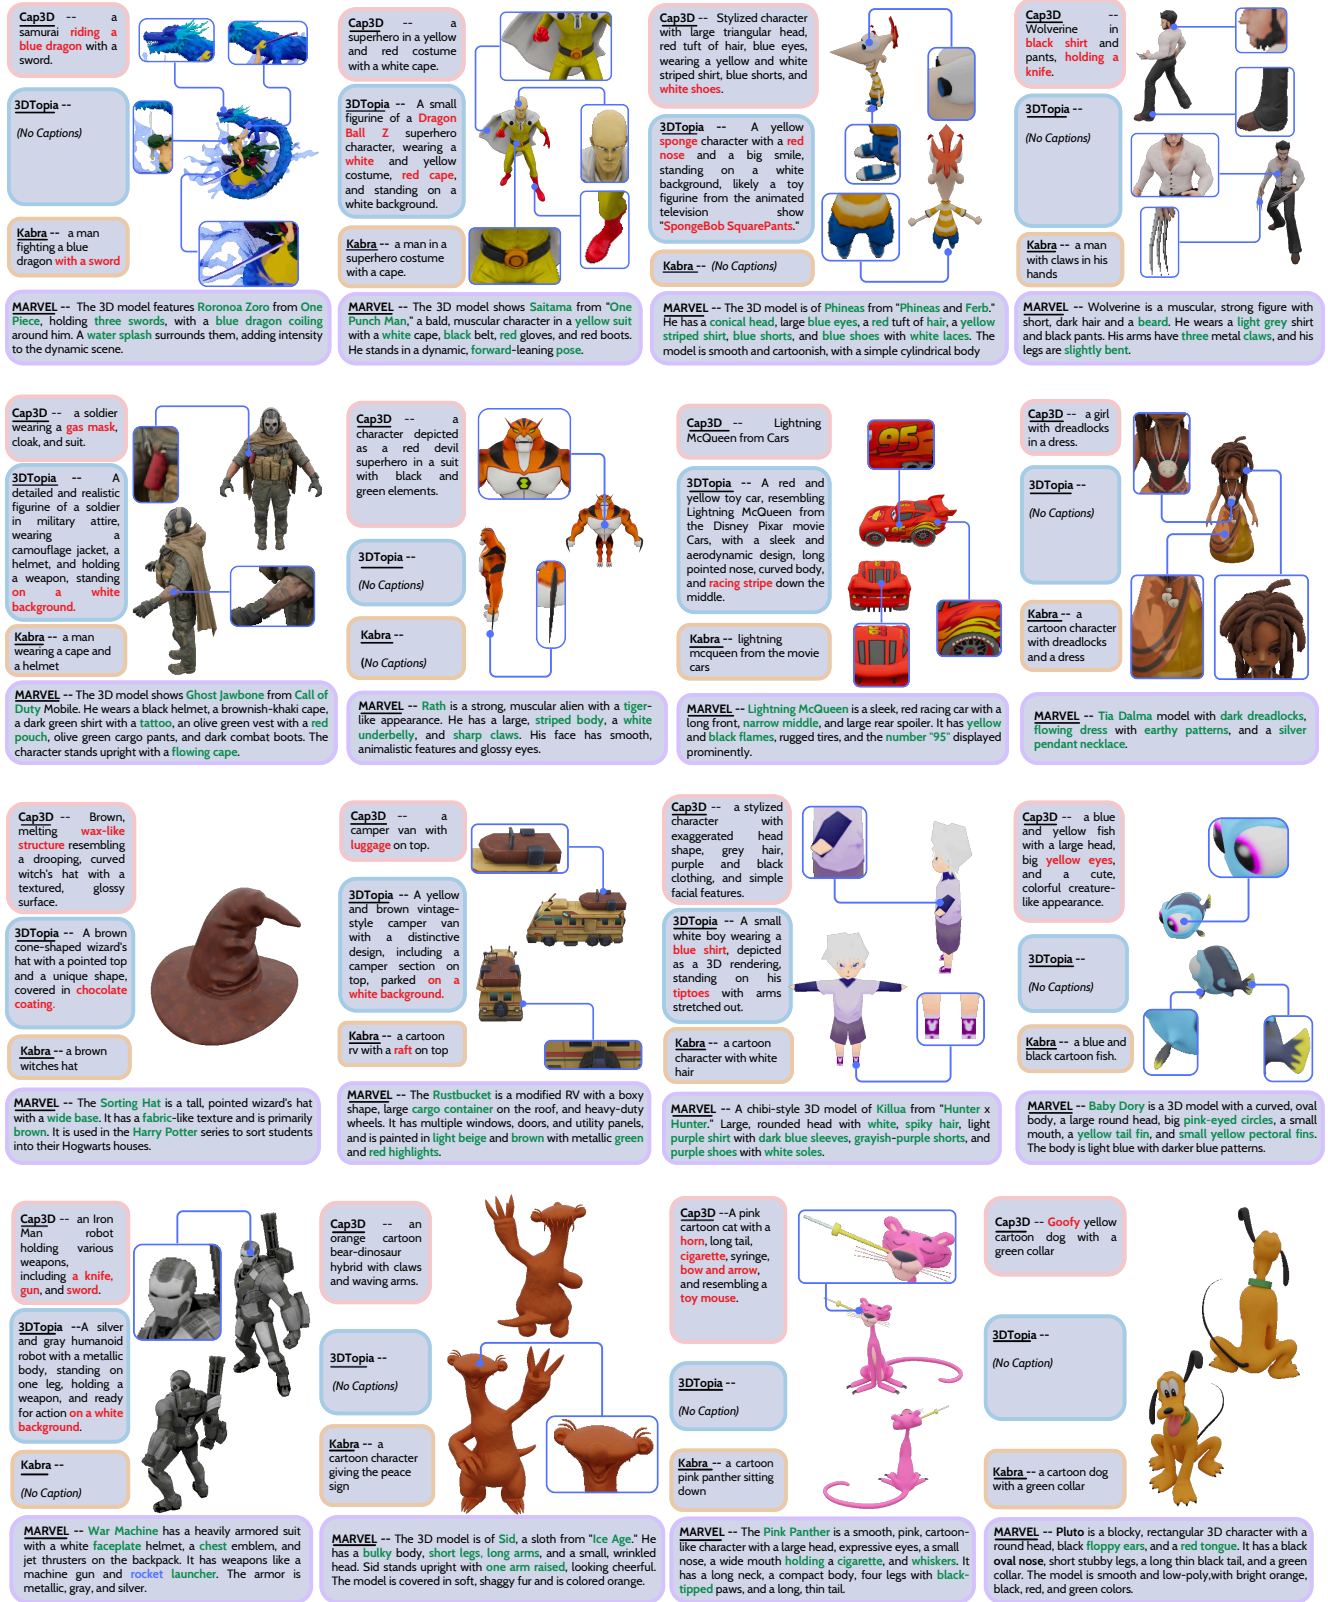 Cap3D -- a
samurai riding a
blue dragon with a
sword.
3DTopia --
(No Captions)
Kabra -- a man
fighting a blue
dragon with a sword
MARVEL -- The 3D model features Roronoa Zoro from One
Piece, holding three swords, with a blue dragon coiling
around him. A water splash surrounds them, adding intensity
to the dynamic scene.
Cap3D -- a
superhero in a yellow
and red costume
with a white cape.
3DTopia -- A small
figurine of a Dragon
Ball Z superhero
character, wearing a
white and yellow
costume, red cape,
and standing on a
white background.
Kabra -- a man in a
superhero costume
with a cape.
MARVEL -- The 3D model shows Saitama from "One
Punch Man," a bald, muscular character in a yellow suit
with a white cape, black belt, red gloves, and red boots.
He stands in a dynamic, forward-leaning pose.
Cap3D -- Stylized character
with large triangular head,
red tuft of hair, blue eyes,
wearing a yellow and white
striped shirt, blue shorts, and
white shoes.
3DTopia -- A yellow
sponge character with a red
nose and a big smile,
standing on a white
background, likely a toy
figurine from the animated
television show
"SpongeBob SquarePants."
Kabra -- (No Captions)
MARVEL -- The 3D model is of Phineas from "Phineas and Ferb."
He has a conical head, large blue eyes, a red tuft of hair, a yellow
striped shirt, blue shorts, and blue shoes with white laces. The
model is smooth and cartoonish, with a simple cylindrical body
Cap3D --
Wolverine in
black shirt and
pants, holding a
knife.
3DTopia --
(No Captions)
Kabra -- a man
with claws in his
hands
MARVEL -- Wolverine is a muscular, strong figure with
short, dark hair and a beard. He wears a light grey shirt
and black pants. His arms have three metal claws, and his
legs are slightly bent.
Cap3D -- a soldier
wearing a gas mask,
cloak, and suit.
3DTopia -- A
detailed and realistic
figurine of a soldier
in military attire,
wearing a
camouflage jacket, a
helmet, and holding
a weapon, standing
on a white
background.
Kabra -- a man
wearing a cape and
a helmet
MARVEL -- The 3D model shows Ghost Jawbone from Call of
Duty Mobile. He wears a black helmet, a brownish-khaki cape,
a dark green shirt with a tattoo, an olive green vest with a red
pouch, olive green cargo pants, and dark combat boots. The
character stands upright with a flowing cape.
Cap3D -- a
character depicted
as a red devil
superhero in a suit
with black and
green elements.
3DTopia --
(No Captions)
Kabra --
(No Captions)
MARVEL -- Rath is a strong, muscular alien with a tiger-
like appearance. He has a large, striped body, a white
underbelly, and sharp claws. His face has smooth,
animalistic features and glossy eyes.
Cap3D -- Lightning
McQueen from Cars
3DTopia -- A red and
yellow toy car, resembling
Lightning McQueen from
the Disney Pixar movie
Cars, with a sleek and
aerodynamic design, long
pointed nose, curved body,
and racing stripe down the
middle.
Kabra -- lightning
mcqueen from the movie
cars
95
MARVEL -- Lightning McQueen is a sleek, red racing car with a
long front, narrow middle, and large rear spoiler. It has yellow
and black flames, rugged tires, and the number "95" displayed
prominently.
Cap3D -- a girl
with dreadlocks
in a dress.
3DTopia --
(No Captions)
Kabra -- a
cartoon character
with dreadlocks
and a dress
MARVEL -- Tia Dalma model with dark dreadlocks,
flowing dress with earthy patterns, and a silver
pendant necklace.
Cap3D -- Brown,
melting wax-like
structure resembling
a drooping, curved
witch's hat with a
textured, glossy
surface.
3DTopia -- A brown
cone-shaped wizard's
hat with a pointed top
and a unique shape,
covered in chocolate
coating.
Kabra -- a brown
witches hat
MARVEL -- The Sorting Hat is a tall, pointed wizard's hat
with a wide base. It has a fabric-like texture and is primarily
brown. It is used in the Harry Potter series to sort students
into their Hogwarts houses.
Cap3D -- a
camper van with
luggage on top.
3DTopia -- A yellow
and brown vintage-
style camper van
with a distinctive
design, including a
camper section on
top, parked on a
white background.
Kabra -- a cartoon
rv with a raft on top
MARVEL -- The Rustbucket is a modified RV with a boxy
shape, large cargo container on the roof, and heavy-duty
wheels. It has multiple windows, doors, and utility panels,
and is painted in light beige and brown with metallic green
and red highlights.
Cap3D -- a stylized
character with
exaggerated head
shape, grey hair,
purple and black
clothing, and simple
facial features.
3DTopia -- A small
white boy wearing a
blue shirt, depicted
as a 3D rendering,
standing on his
tiptoes with arms
stretched out.
Kabra -- a cartoon
character with white
hair
MARVEL -- A chibi-style 3D model of Killua from "Hunter x
Hunter." Large, rounded head with white, spiky hair, light
purple shirt with dark blue sleeves, grayish-purple shorts, and
purple shoes with white soles.
Cap3D -- a blue
and yellow fish
with a large head,
big yellow eyes,
and a cute,
colorful creature-
like appearance.
3DTopia --
(No Captions)
Kabra -- a blue and
black cartoon fish.
MARVEL -- Baby Dory is a 3D model with a curved, oval
body, a large round head, big pink-eyed circles, a small
mouth, a yellow tail fin, and small yellow pectoral fins.
The body is light blue with darker blue patterns.
Cap3D -- an Iron
Man robot
holding various
weapons,
including a knife,
gun, and sword.
3DTopia --A silver
and gray humanoid
robot with a metallic
body, standing on
one leg, holding a
weapon, and ready
for action on a white
background.
Kabra --
(No Caption)
MARVEL -- War Machine has a heavily armored suit
with a white faceplate helmet, a chest emblem, and
jet thrusters on the backpack. It has weapons like a
machine gun and rocket launcher. The armor is
metallic, gray, and silver.
Cap3D -- an
orange cartoon
bear-dinosaur
hybrid with claws
and waving arms.
3DTopia --
(No Captions)
Kabra -- a
cartoon character
giving the peace
sign
MARVEL -- The 3D model is of Sid, a sloth from "Ice Age." He
has a bulky body, short legs, long arms, and a small, wrinkled
head. Sid stands upright with one arm raised, looking cheerful.
The model is covered in soft, shaggy fur and is colored orange.
Cap3D --A pink
cartoon cat with a
horn, long tail,
cigarette, syringe,
bow and arrow,
and resembling a
toy mouse.
3DTopia --
(No Caption)
Kabra -- a cartoon
pink panther sitting
down
MARVEL -- The Pink Panther is a smooth, pink, cartoon-
like character with a large head, expressive eyes, a small
nose, a wide mouth holding a cigarette, and whiskers. It
has a long neck, a compact body, four legs with black-
tipped paws, and a long, thin tail.
Cap3D -- Goofy yellow
cartoon dog with a
green collar
3DTopia --
(No Caption)
Kabra -- a cartoon dog
with a green collar
MARVEL -- Pluto is a blocky, rectangular 3D character with a
round head, black floppy ears, and a red tongue. It has a black
oval nose, short stubby legs, a long thin black tail, and a green
collar. The model is smooth and low-poly,with bright orange,
black, red, and green colors.